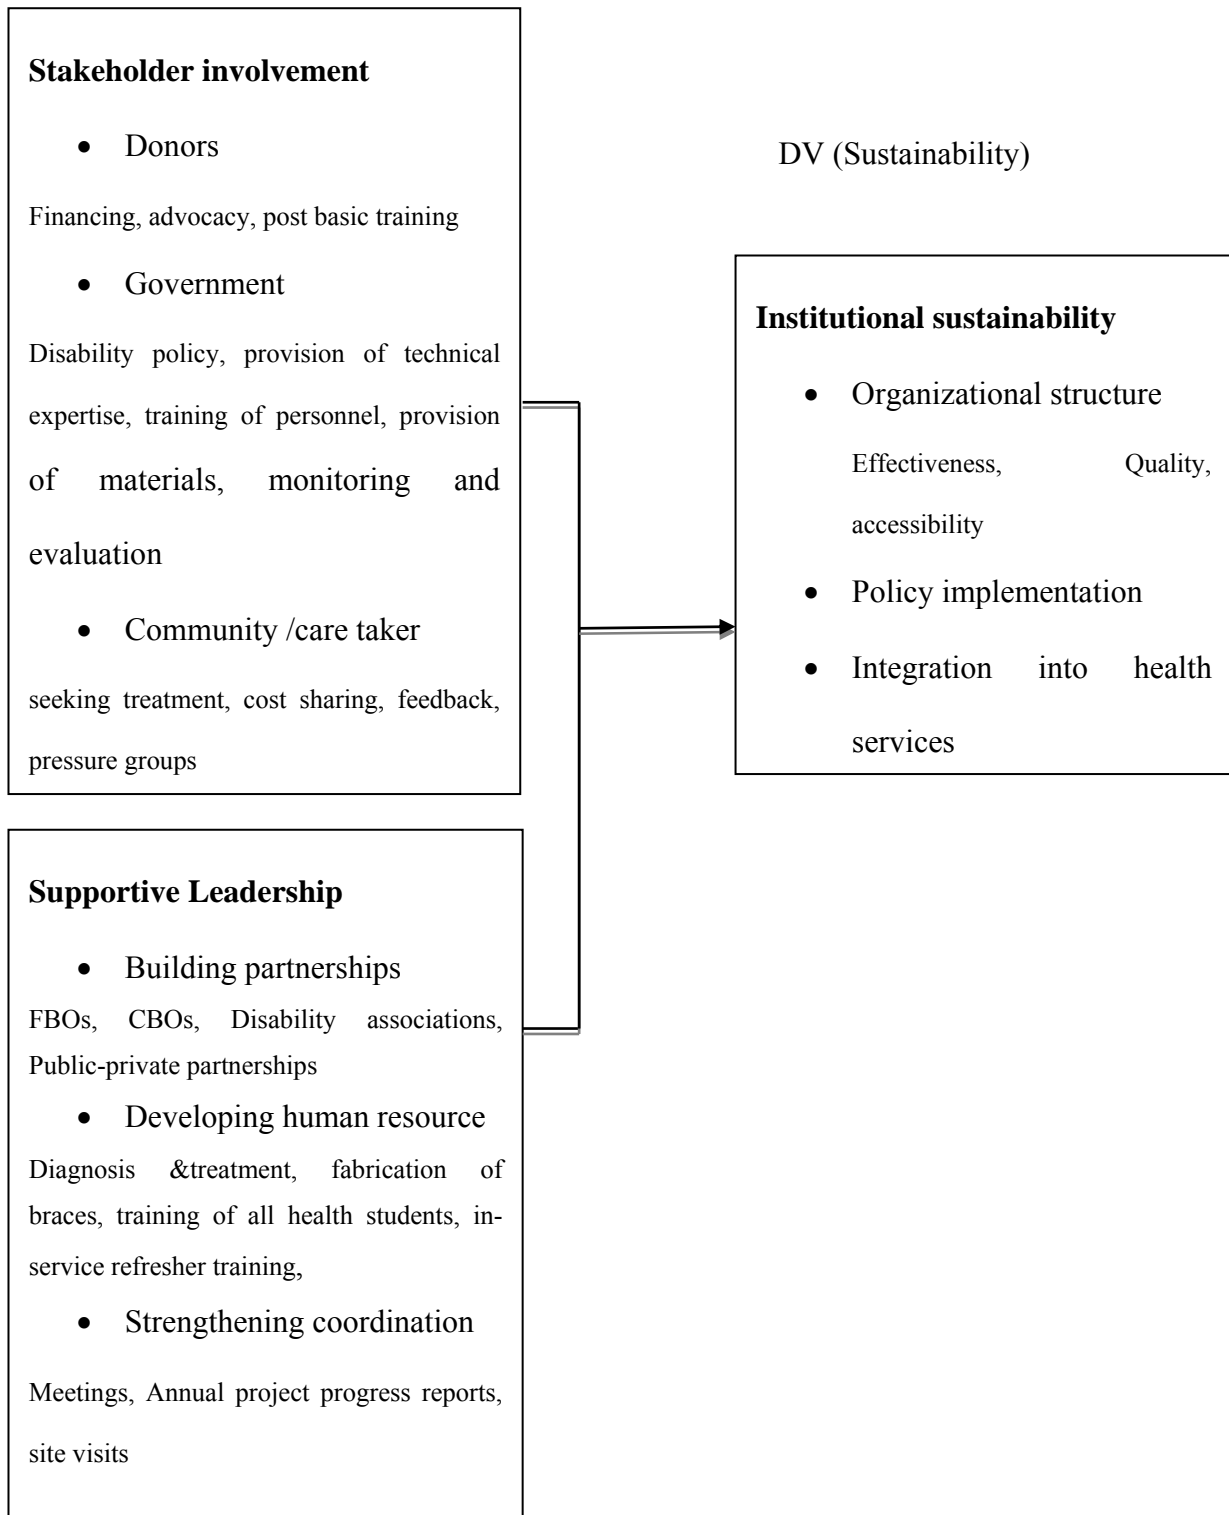 Stakeholder involvement
• Donors
Financing, advocacy, post basic training
• Government
Disability policy, provision of technical
expertise, training of personnel, provision
of materials, monitoring and
evaluation
• Community /care taker
seeking treatment, cost sharing, feedback,
pressure groups
Supportive Leadership
• Building partnerships
FBOs, CBOs, Disability associations,
Public-private partnerships
• Developing human resource
Diagnosis &treatment, fabrication of
braces, training of all health students, in-
service refresher training,
• Strengthening coordination
Meetings, Annual project progress reports,
site visits
DV (Sustainability)
Institutional sustainability
• Organizational structure
Effectiveness, Quality,
accessibility
• Policy implementation
• Integration into health
services